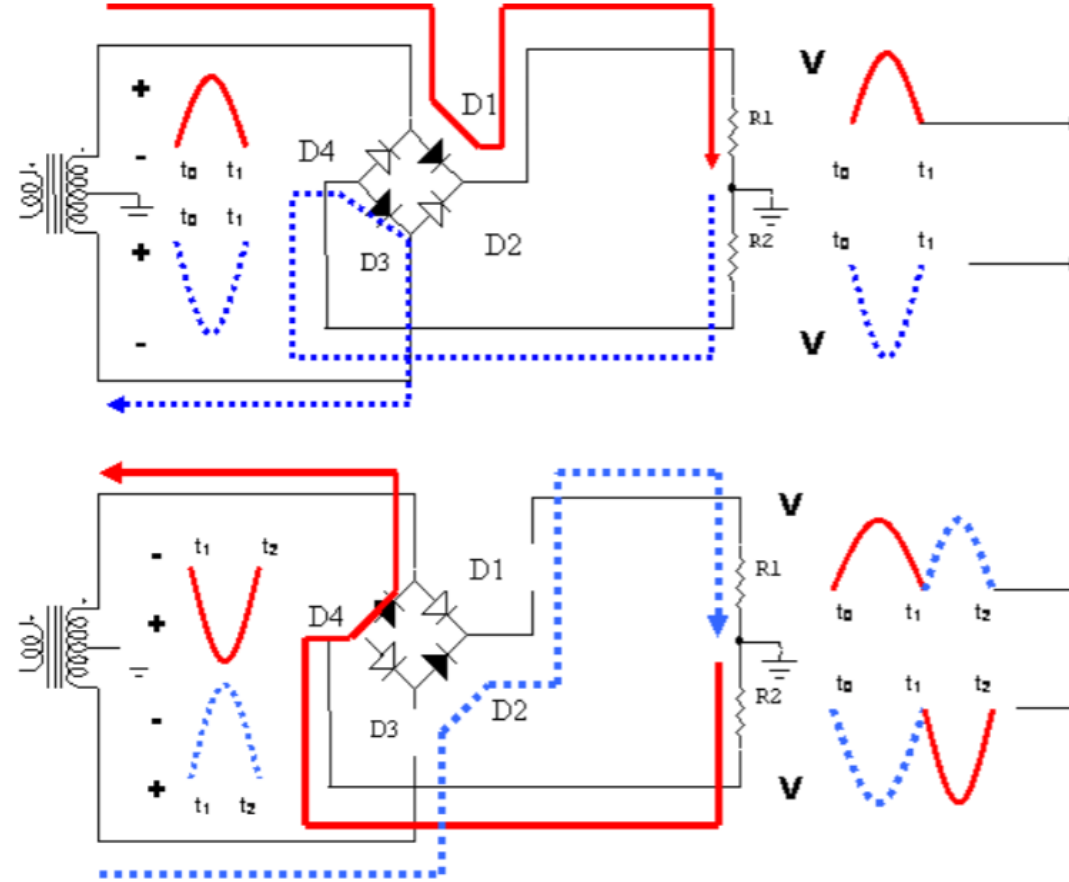 V
+
D1
R1
D4
-
t0 t1
t0 t1
t0 t1
t0 t1
+
D2
R2
D3
-
V
V
-
t1 t2
D1
R1
D4
+
t0 t1 t2
-
t0 t1 t2
D2
R2
D3
+
V
t1 t2